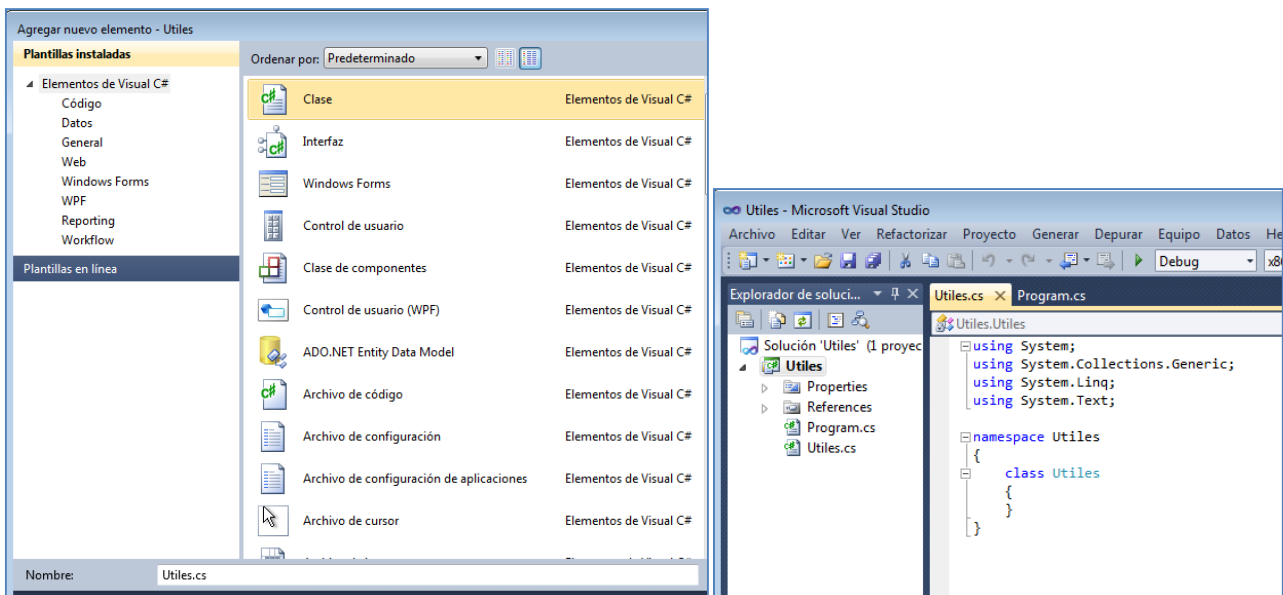 Agregar nuevo elemento - Utiles
Plantillas instaladas
Elementos de Visual C#
Código
Datos
General
Web
Windows Forms
WPF
Reporting
Workflow
Plantillas en línea
Ordenar por: Predeterminado
Clase Elementos de Visual C#
Interfaz Elementos de Visual C#
Windows Forms Elementos de Visual C#
Control de usuario Elementos de Visual C#
Clase de componentes Elementos de Visual C#
Control de usuario (WPF) Elementos de Visual C#
ADO.NET Entity Data Model Elementos de Visual C#
Archivo de código Elementos de Visual C#
Archivo de configuración Elementos de Visual C#
Archivo de configuración de aplicaciones Elementos de Visual C#
Archivo de cursor Elementos de Visual C#
Nombre: Utiles.cs
Utiles - Microsoft Visual Studio
Archivo Editar Ver Refactorizar Proyecto Generar Depurar Equipo Datos He
Debug x8
Explorador de soluci...
Solución 'Utiles' (1 proyec
Utiles
Properties
References
Program.cs
Utiles.cs
Utiles.cs Program.cs
Utiles.Utiles
using System;
using System.Collections.Generic;
using System.Linq;
using System.Text;
namespace Utiles
{
class Utiles
{
}
}